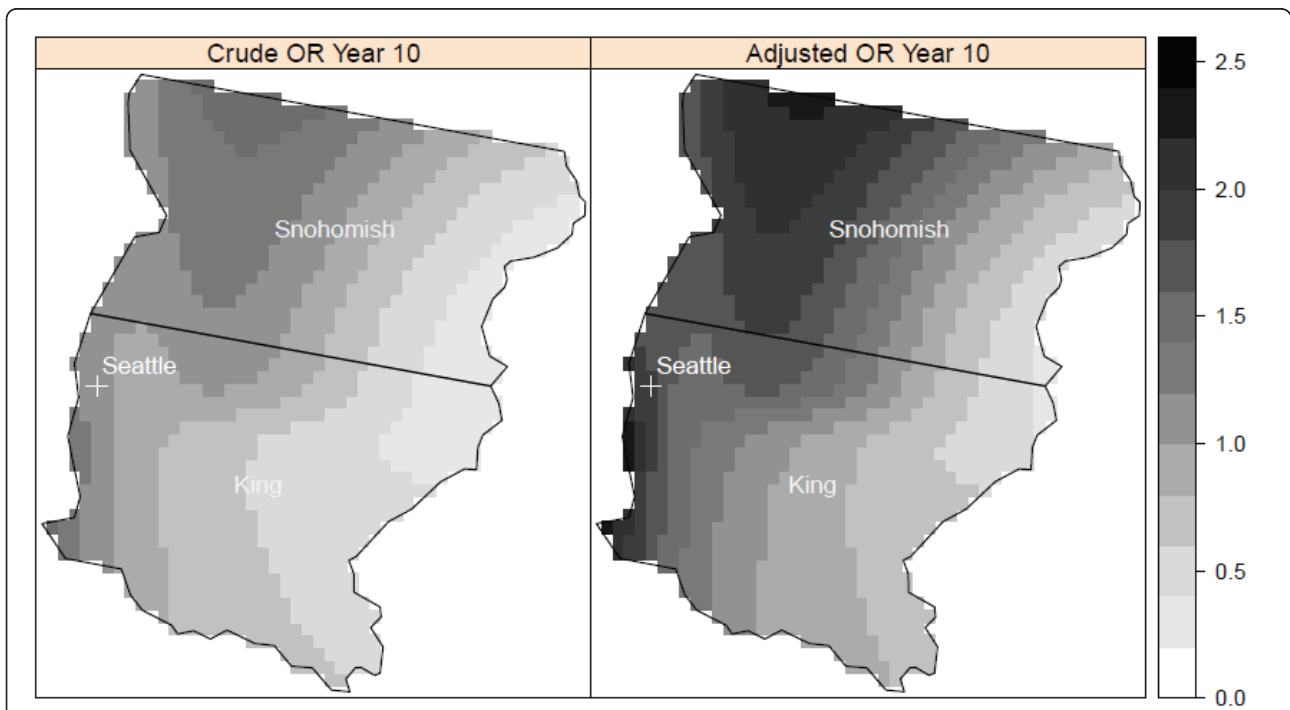 Crude OR Year 10
Adjusted OR Year 10
Snohomish
Seattle
King
Snohomish
Seattle
King
2.5
2.0
1.5
1.0
0.5
0.0